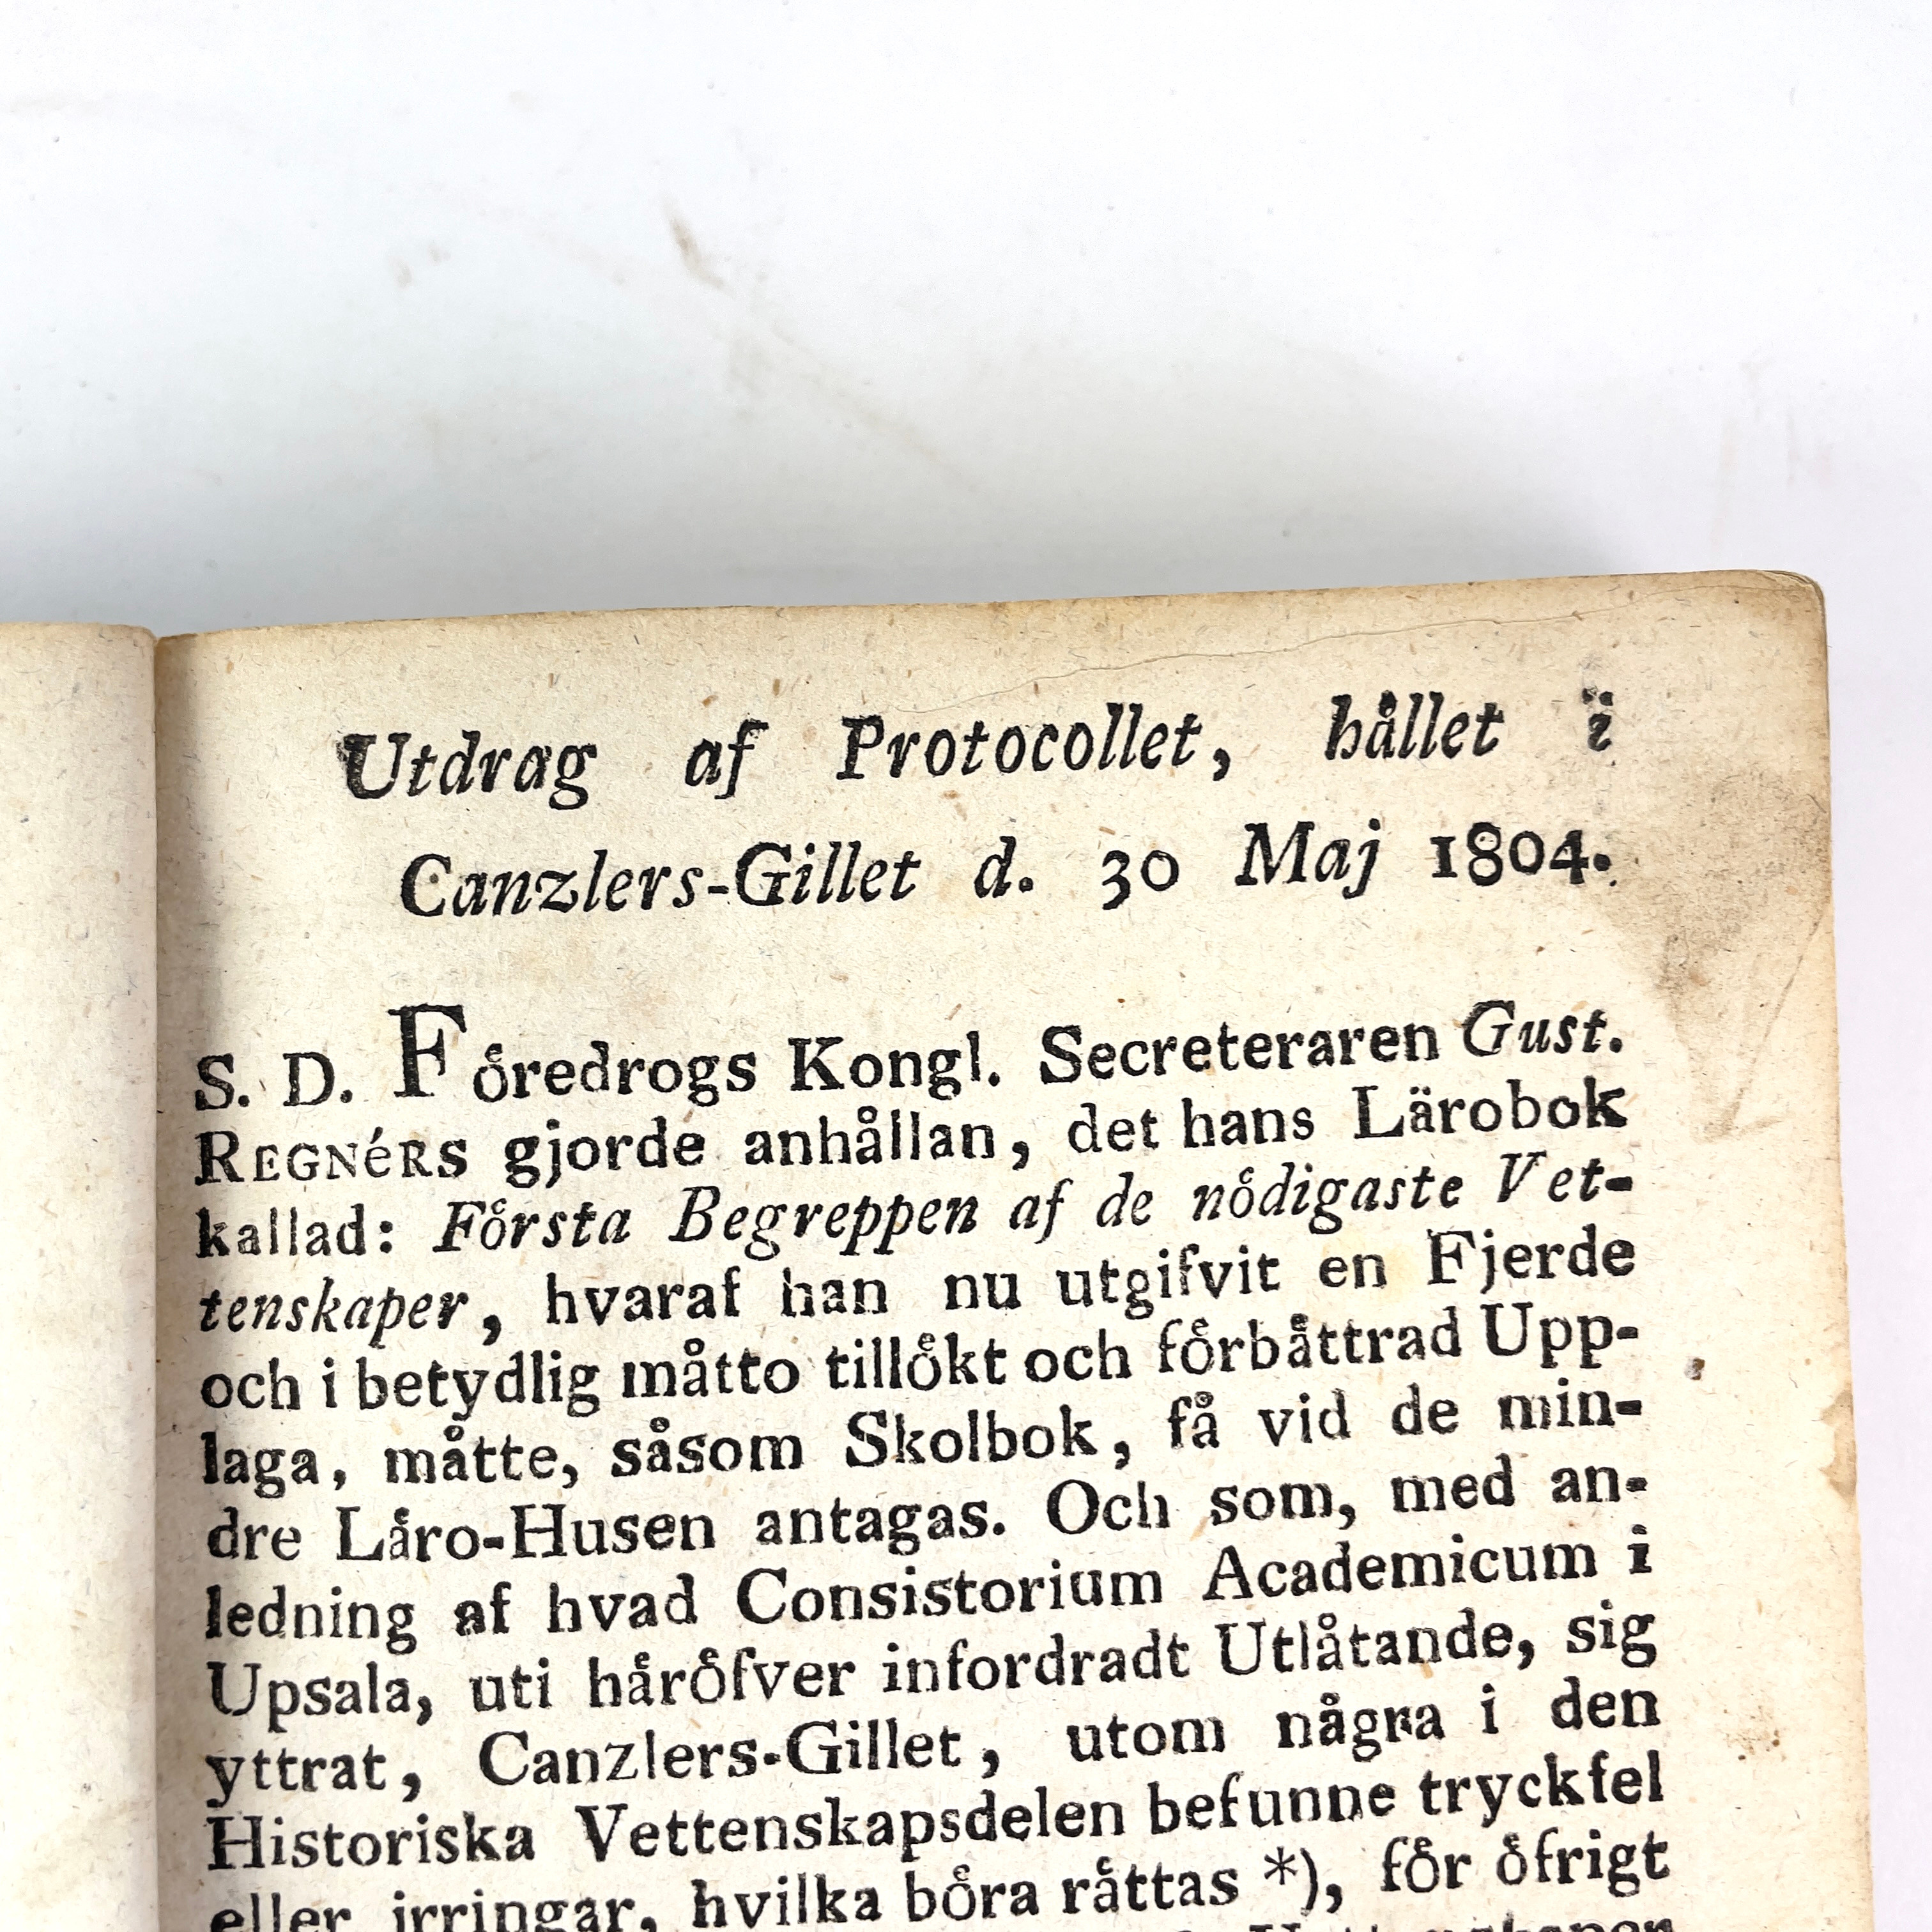 Utdrag af Protocollet, hållet i
Canzlers-Gillet d. 30 Maj 1804.
S. D. Föredrogs Kongl. Secreteraren Gust.
REGNéRS gjorde anhållan, det hans Lärobok
kallad: Första Begreppen af de nödigaste Vet-
tenskaper, hvaraf han nu utgifvit en Fjerde
och i betydlig måtto tillökt och förbättrad Upp-
laga, måtte, såsom Skolbok, få vid de min-
dre Läro-Husen antagas. Och som, med an-
ledning af hvad Consistorium Academicum i
Upsala, uti häröfver infordradt Utlåtande, sig
yttrat, Canzlers-Gillet, utom några i den
Historiska Vettenskapsdelen befunne tryckfel
eller irringar, hvilka böra rättas *), för öfrigt